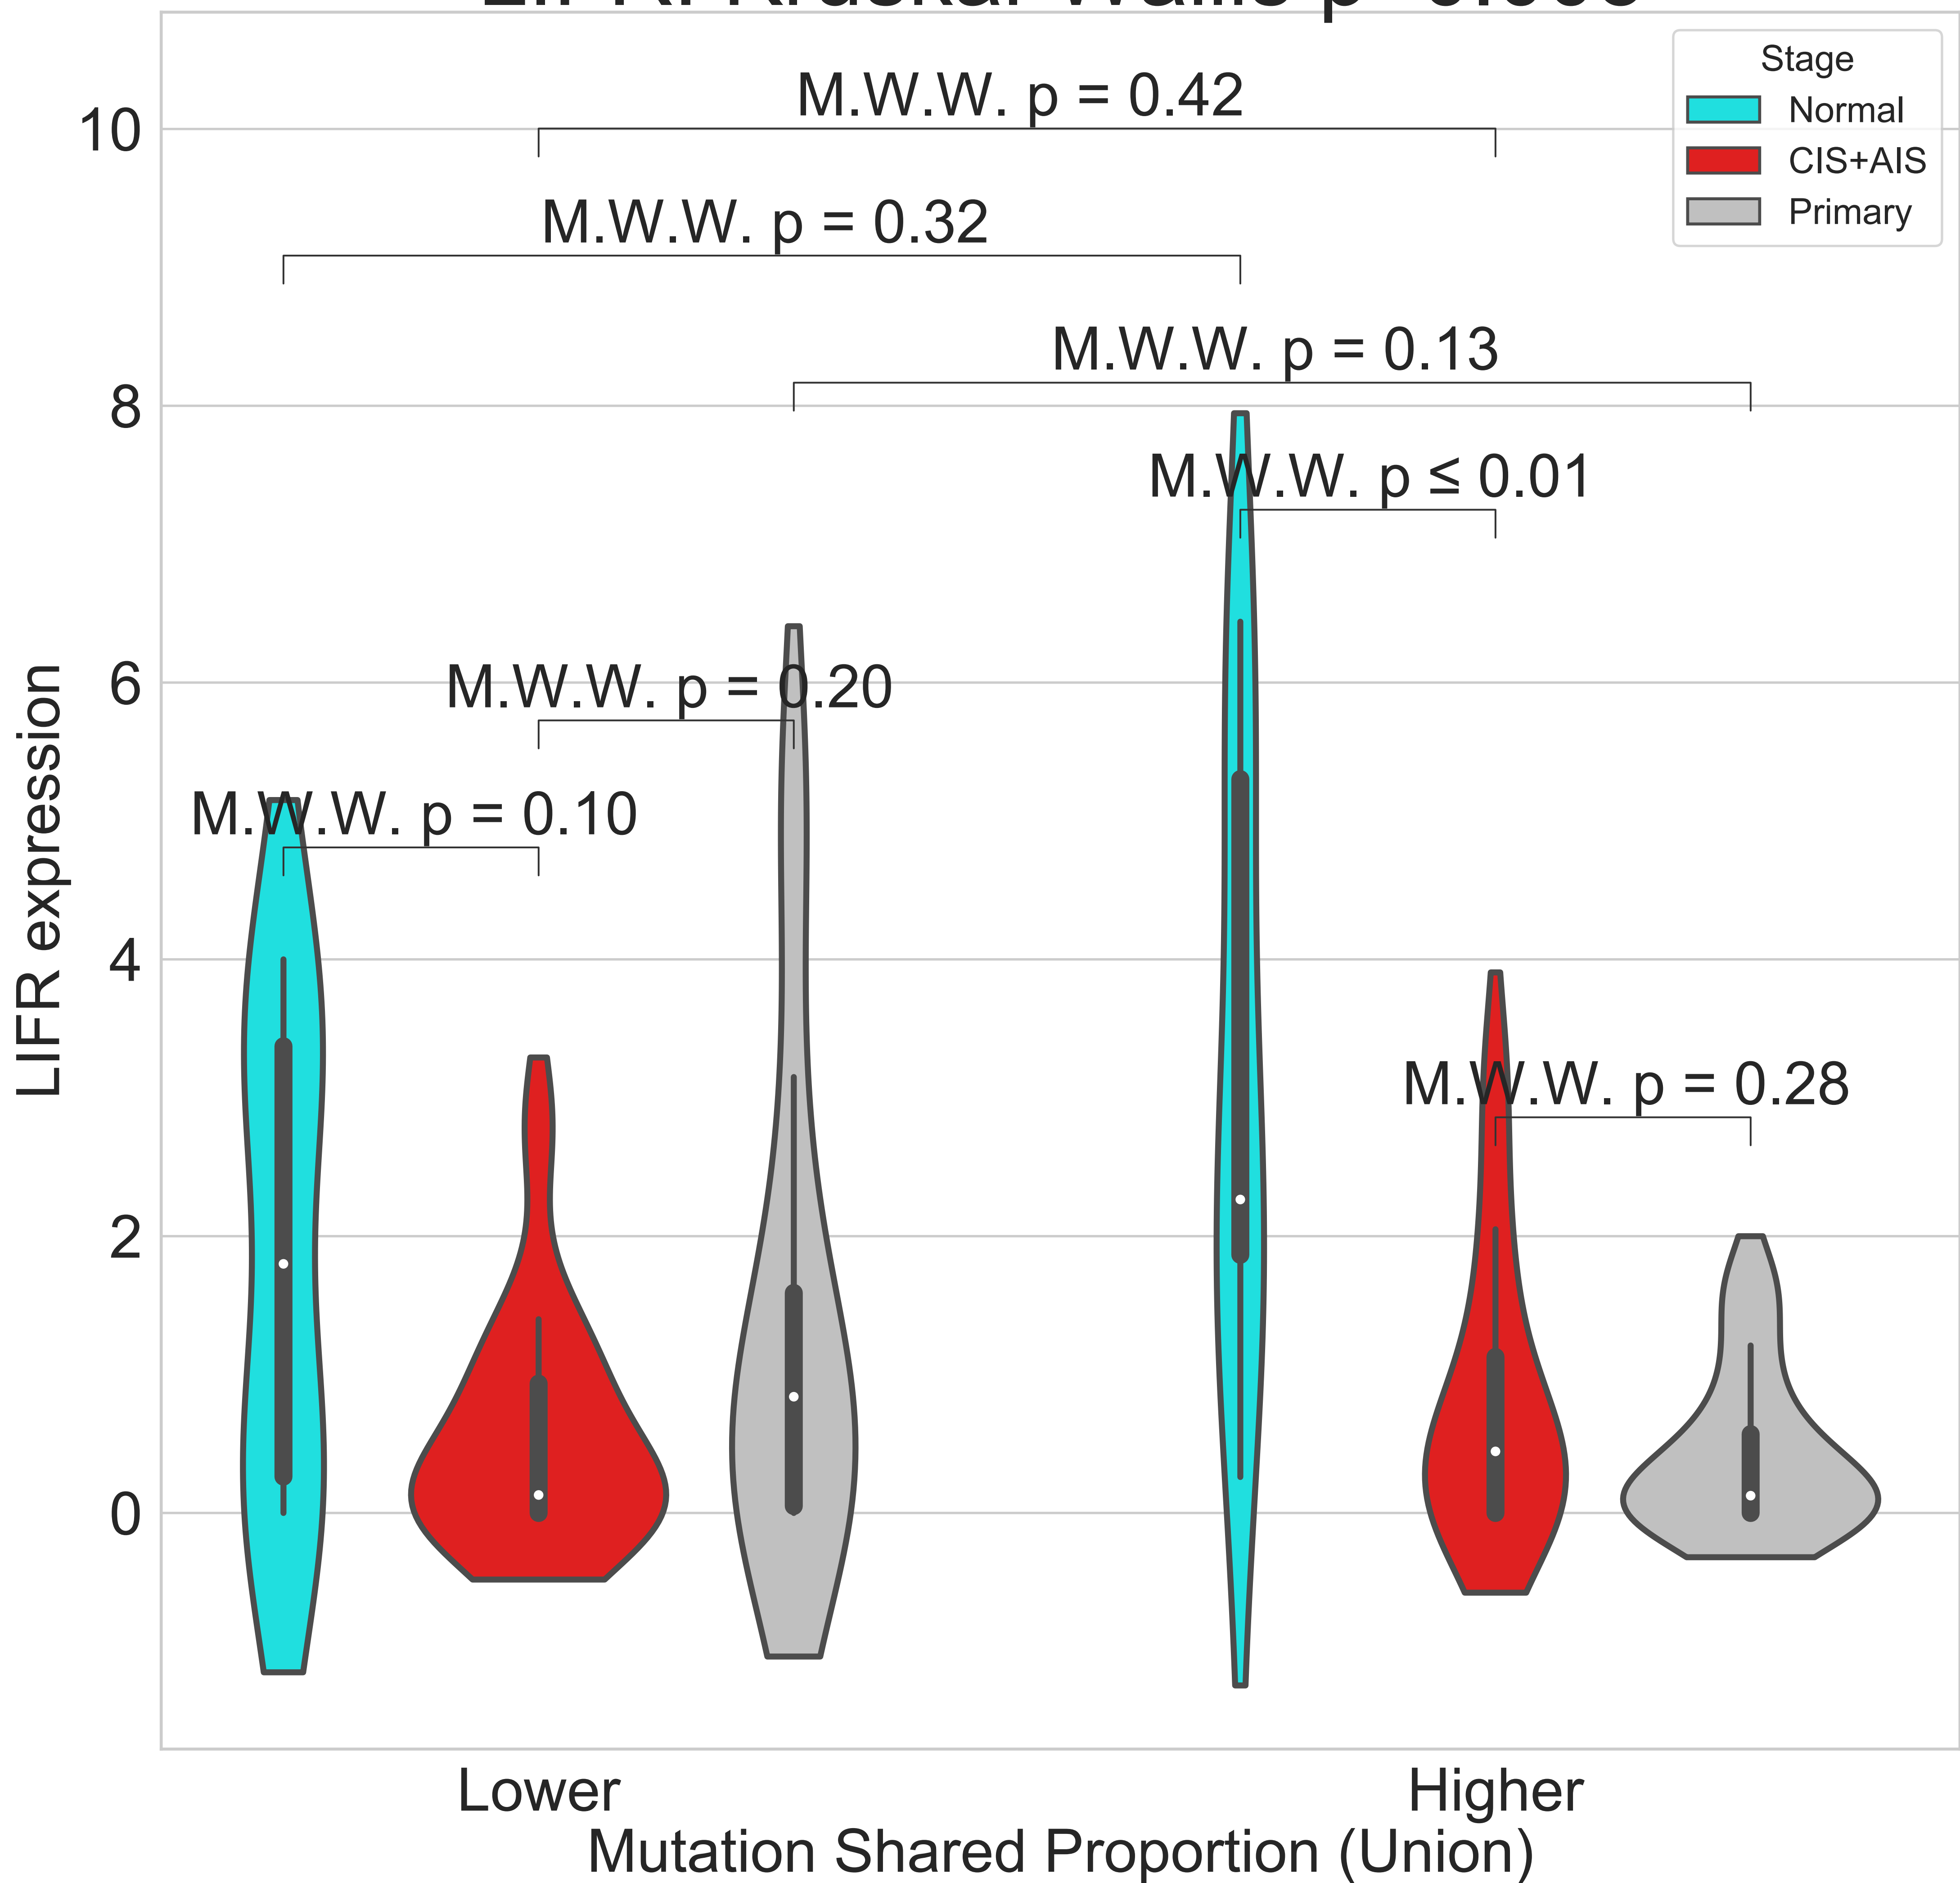 M.W.W. p = 0.42
M.W.W. p = 0.32
M.W.W. p = 0.13
M.W.W. p ≤ 0.01
M.W.W. p = 0.20
M.W.W. p = 0.10
M.W.W. p = 0.28
Stage
Normal
CIS+AIS
Primary
10
8
6
4
2
0
LIFR expression
Lower
Higher
Mutation Shared Proportion (Union)